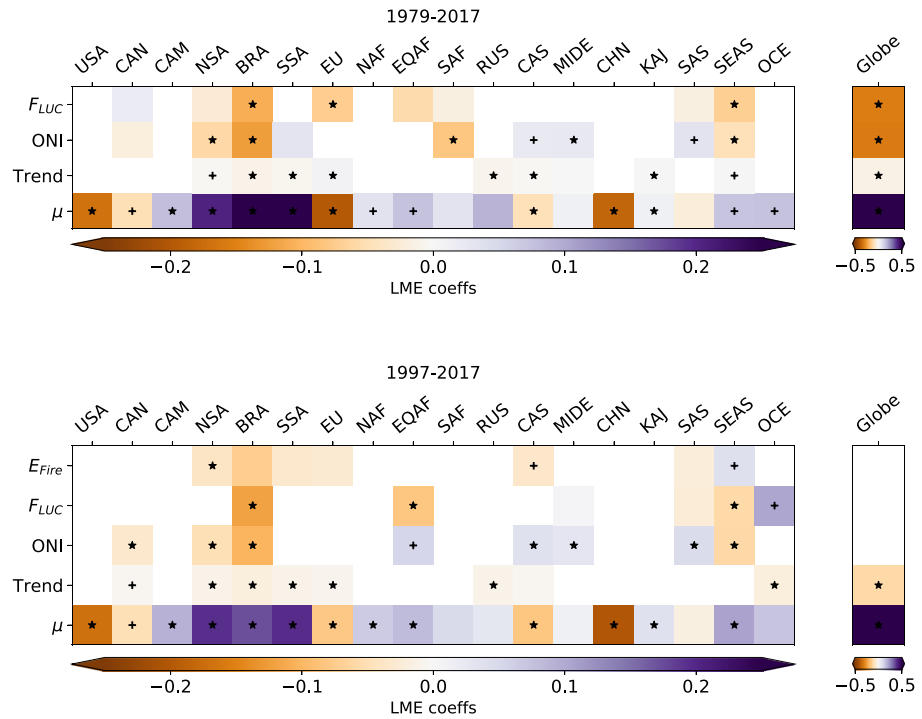 1979-2017
USA CAN CAM NSA BRA SSA EU NAF EQAF SAF RUS CAS MIDE CHN KAJ SAS SEAS OCE Globe
F_LUC
ONI
Trend
μ
−0.2 −0.1 0.0 0.1 0.2 −0.5 0.5
LME coeffs
1997-2017
USA CAN CAM NSA BRA SSA EU NAF EQAF SAF RUS CAS MIDE CHN KAJ SAS SEAS OCE Globe
E_Fire
F_LUC
ONI
Trend
μ
−0.2 −0.1 0.0 0.1 0.2 −0.5 0.5
LME coeffs